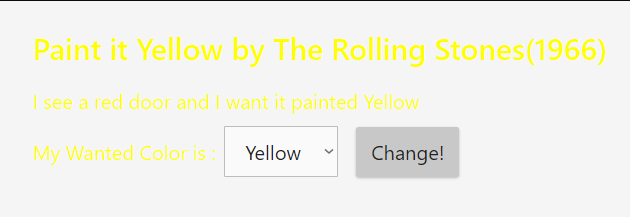 Paint it Yellow by The Rolling Stones(1966)
I see a red door and I want it painted Yellow
My Wanted Color is : Yellow Change!